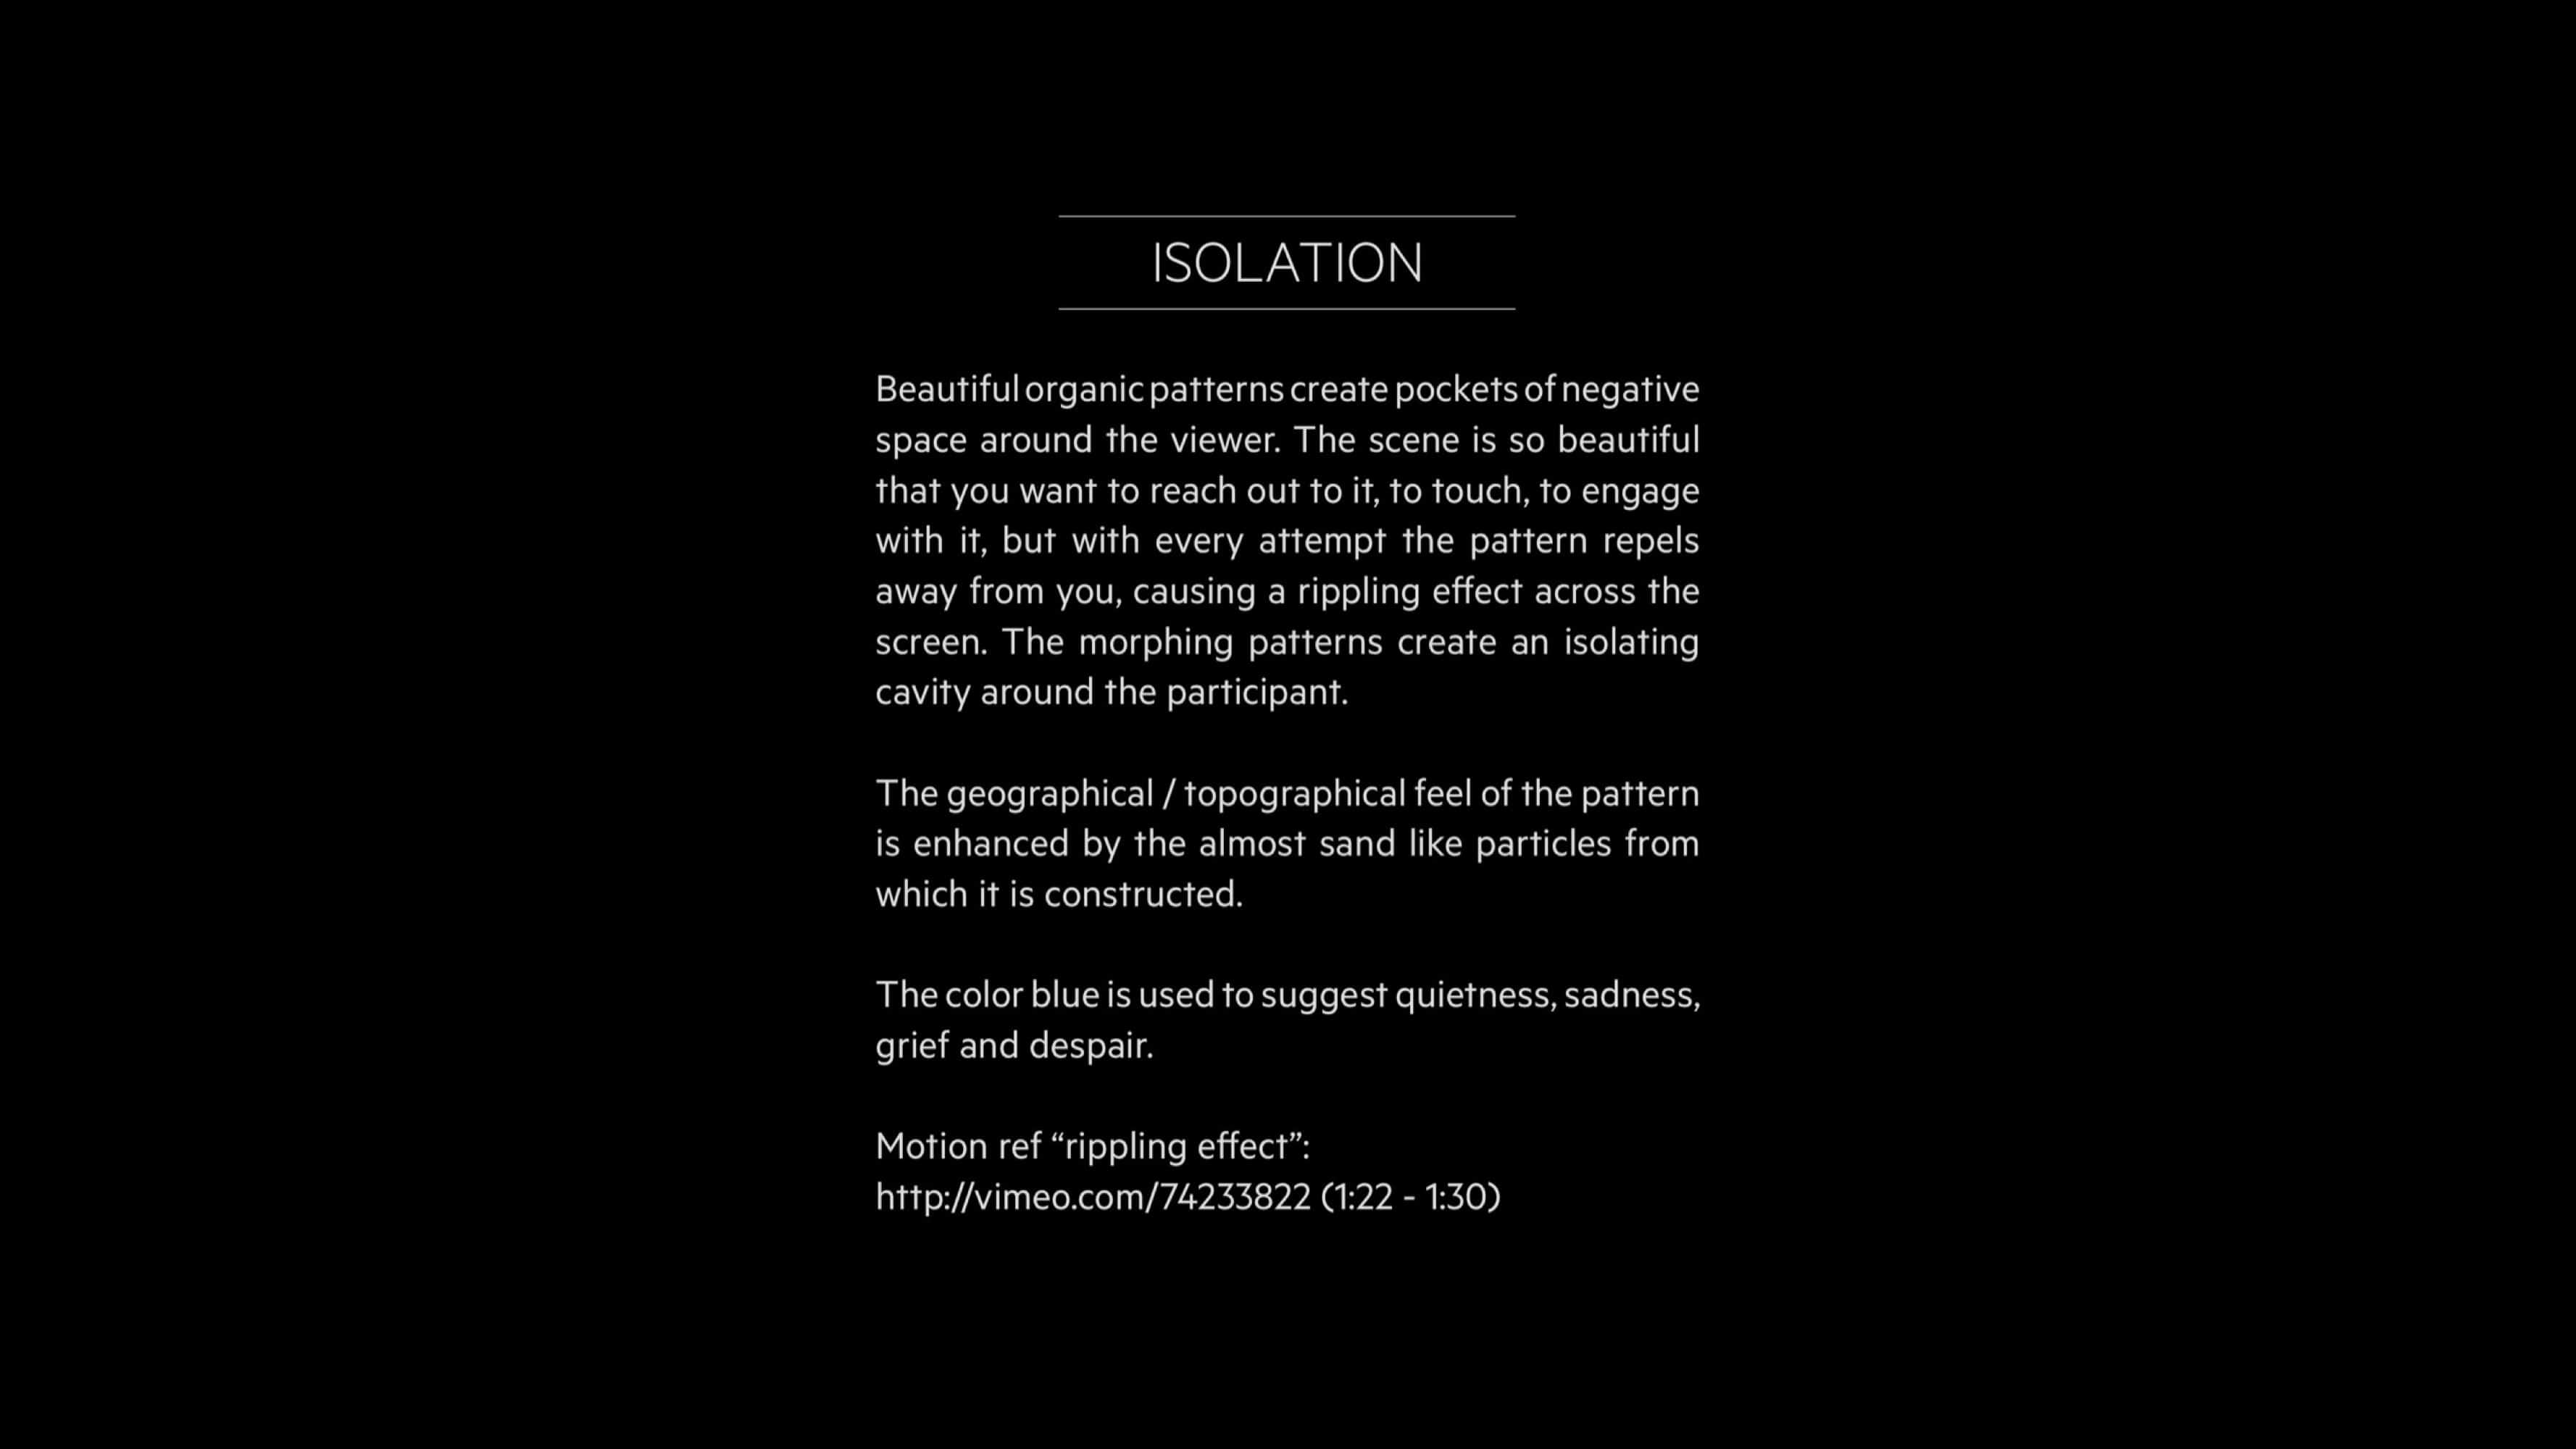 ISOLATION
Beautiful organic patterns create pockets of negative
space around the viewer. The scene is so beautiful
that you want to reach out to it, to touch, to engage
with it, but with every attempt the pattern repels
away from you, causing a rippling effect across the
screen. The morphing patterns create an isolating
cavity around the participant.
The geographical / topographical feel of the pattern
is enhanced by the almost sand like particles from
which it is constructed.
The color blue is used to suggest quietness, sadness,
grief and despair.
Motion ref “rippling effect”:
http://vimeo.com/74233822 (1:22 - 1:30)